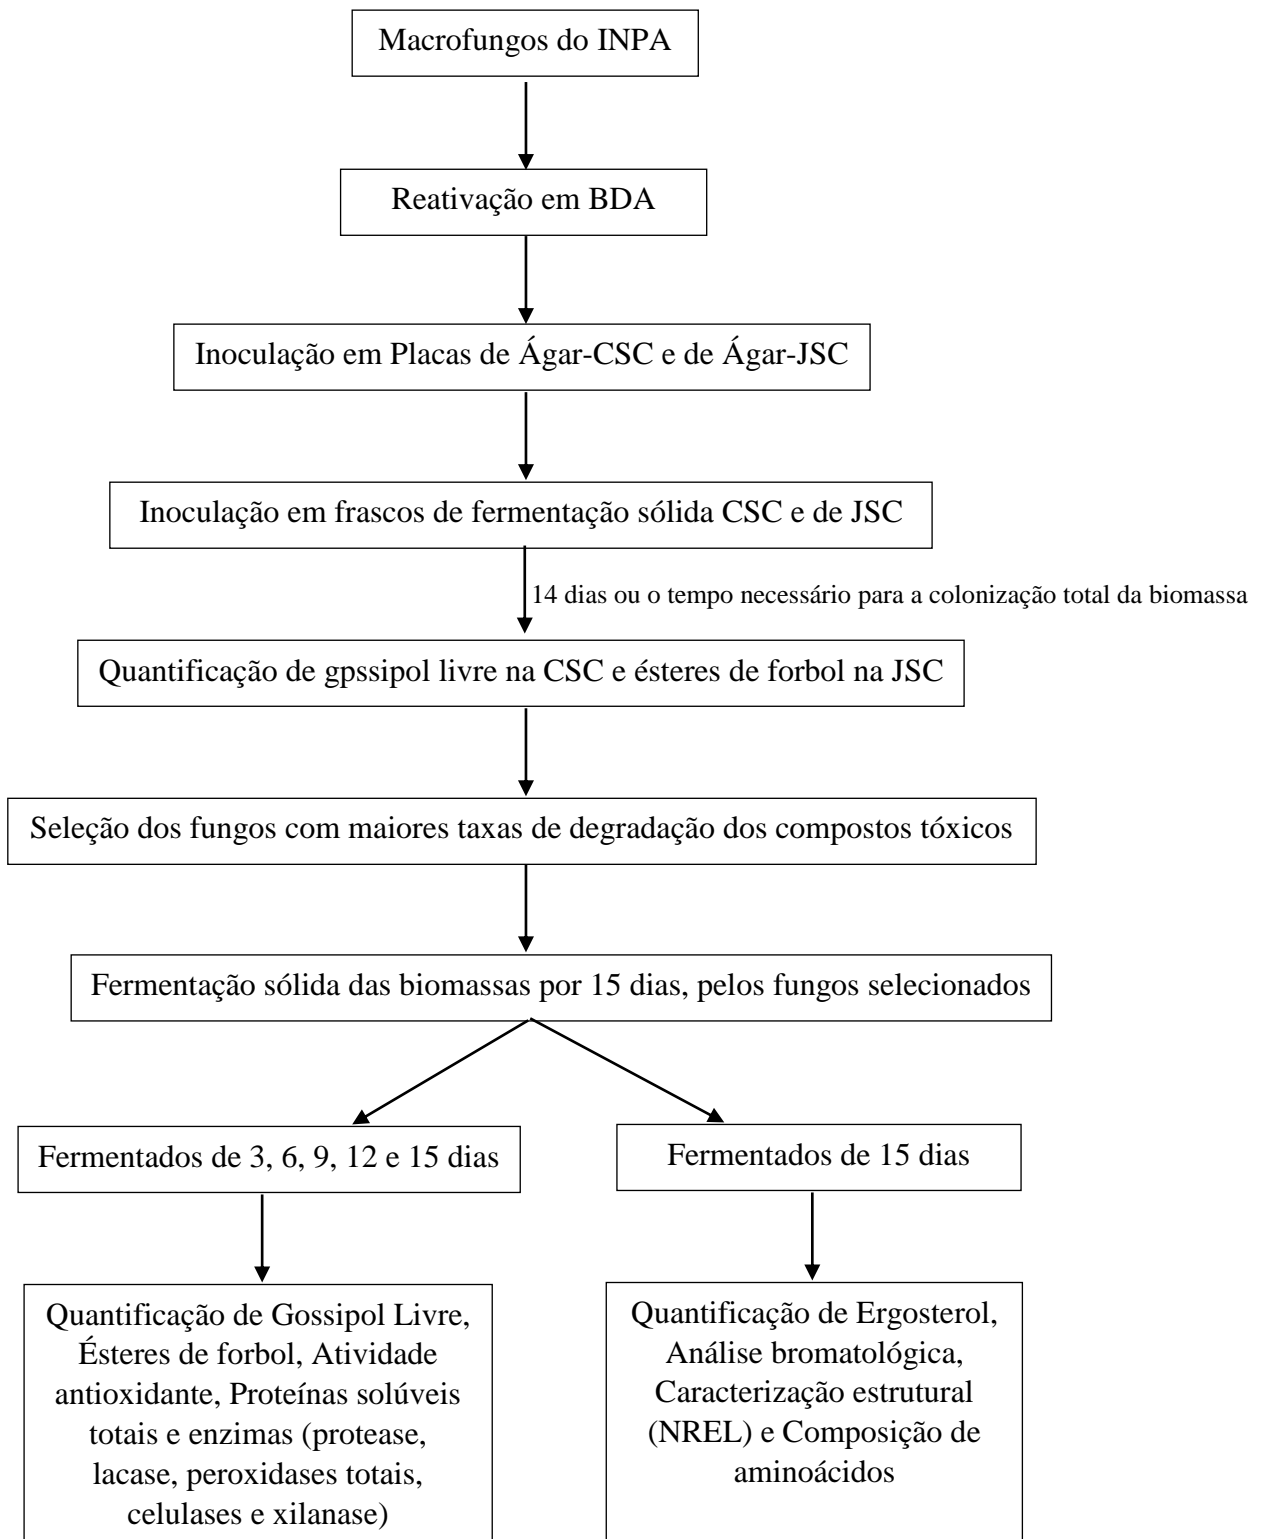 Macrofungos do INPA
Reativação em BDA
Inoculação em Placas de Ágar-CSC e de Ágar-JSC
Inoculação em frascos de fermentação sólida CSC e de JSC
14 dias ou o tempo necessário para a colonização total da biomassa
Quantificação de gpssipol livre na CSC e ésteres de forbol na JSC
Seleção dos fungos com maiores taxas de degradação dos compostos tóxicos
Fermentação sólida das biomassas por 15 dias, pelos fungos selecionados
Fermentados de 3, 6, 9, 12 e 15 dias
Fermentados de 15 dias
Quantificação de Gossipol Livre,
Ésteres de forbol, Atividade
antioxidante, Proteínas solúveis
totais e enzimas (protease,
lacase, peroxidases totais,
celulases e xilanase)
Quantificação de Ergosterol,
Análise bromatológica,
Caracterização estrutural
(NREL) e Composição de
aminoácidos